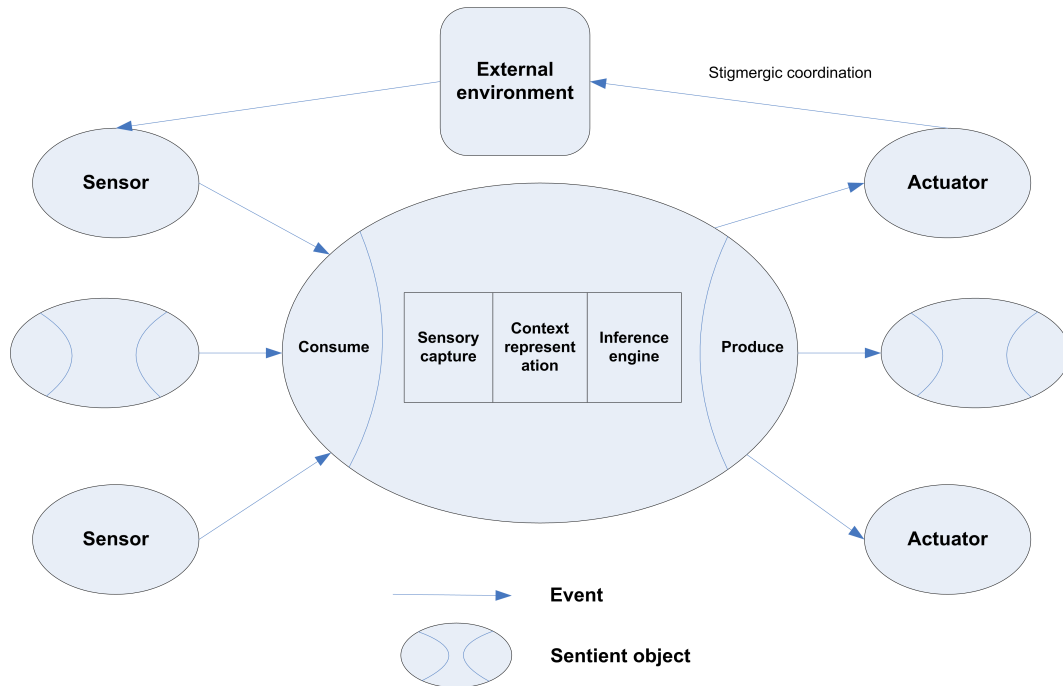 External
environment
Stigmergic coordination
Sensor
Actuator
Consume
Sensory
capture
Context
represent
ation
Inference
engine
Produce
Sensor
Actuator
Event
Sentient object